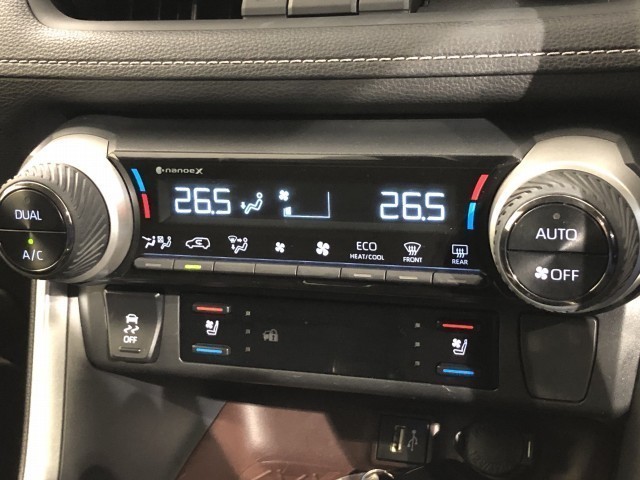 nanoeX
26.5
26.5
DUAL
A/C
AUTO
OFF
ECO
HEAT/COOL
FRONT
REAR
OFF